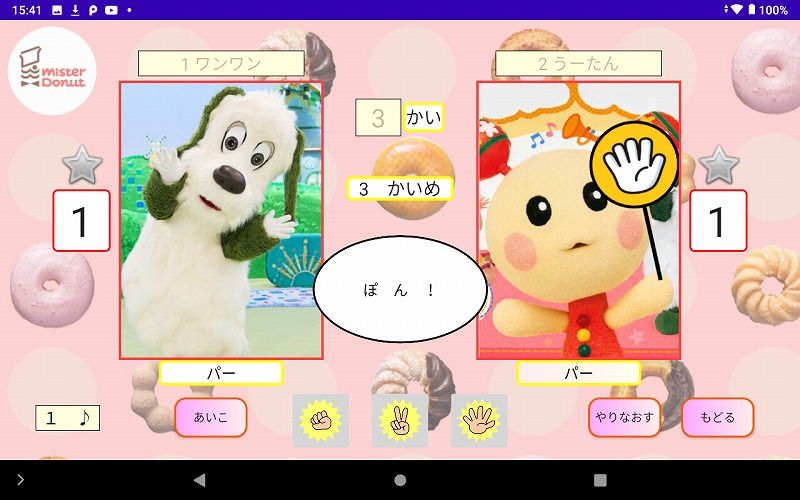 15:41
100%
mister Donut
1 ワンワン
2 うーたん
3 かい
3 かいめ
1
1
ぽ ん !
パー
パー
1 ♪
あいこ
やりなおす
もどる